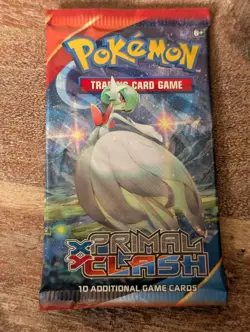 6+
POKéMON
TRADING CARD GAME
XY
PRIMAL
CLASH
10 ADDITIONAL GAME CARDS